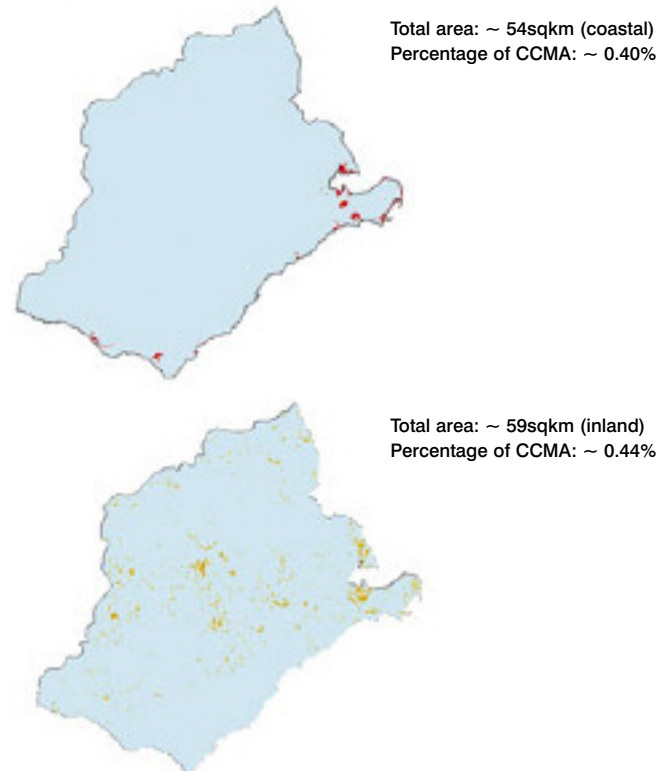 Total area: ~ 54sqkm (coastal)
Percentage of CCMA: ~ 0.40%
Total area: ~ 59sqkm (inland)
Percentage of CCMA: ~ 0.44%